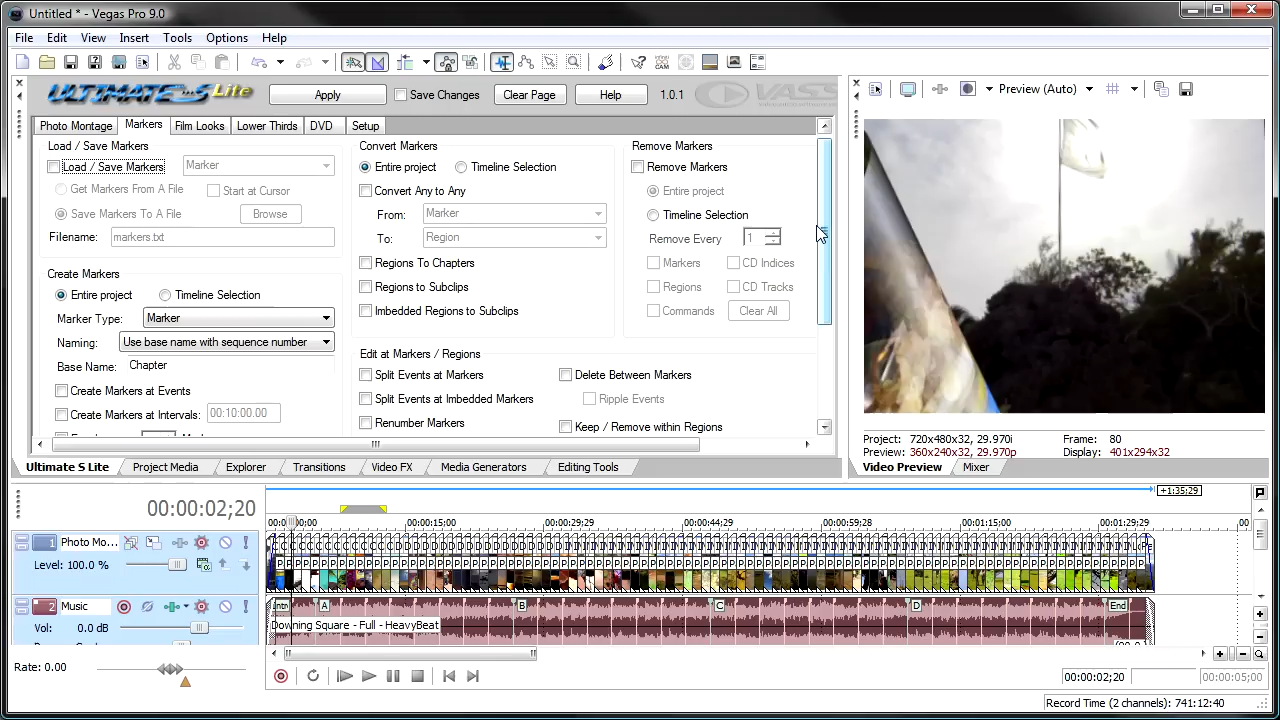 Untitled * - Vegas Pro 9.0
File Edit View Insert Tools Options Help
ULTIMATE S Lite Apply Save Changes Clear Page Help 1.0.1 VASST
Photo Montage Markers Film Looks Lower Thirds DVD Setup
Load / Save Markers
Load / Save Markers Marker
Get Markers From A File Start at Cursor
Save Markers To A File Browse
Filename: markers.txt
Create Markers
Entire project Timeline Selection
Marker Type: Marker
Naming: Use base name with sequence number
Base Name: Chapter
Create Markers at Events
Create Markers at Intervals: 00:10:00.00
Convert Markers
Entire project Timeline Selection
Convert Any to Any
From: Marker
To: Region
Regions To Chapters
Regions to Subclips
Imbedded Regions to Subclips
Edit at Markers / Regions
Split Events at Markers Delete Between Markers
Split Events at Imbedded Markers Ripple Events
Renumber Markers Keep / Remove within Regions
Remove Markers
Remove Markers
Entire project
Timeline Selection
Remove Every 1
Markers CD Indices
Regions CD Tracks
Commands Clear All
Ultimate S Lite Project Media Explorer Transitions Video FX Media Generators Editing Tools
Preview (Auto)
Project: 720x480x32, 29.970i Frame: 80
Preview: 360x240x32, 29.970p Display: 401x294x32
Video Preview Mixer
00:00:02;20
+1:35;29
00:00:15;00 00:00:29;29 00:00:44;29 00:00:59;28 00:01:15;00 00:01:29;29 00
1 Photo Mo...
Level: 100.0 %
2 Music
Vol: 0.0 dB
Intn A B C D End
Downing Square - Full - HeavyBeat
Rate: 0.00
00:00:02;20 00:00:05;00
Record Time (2 channels): 741:12:40